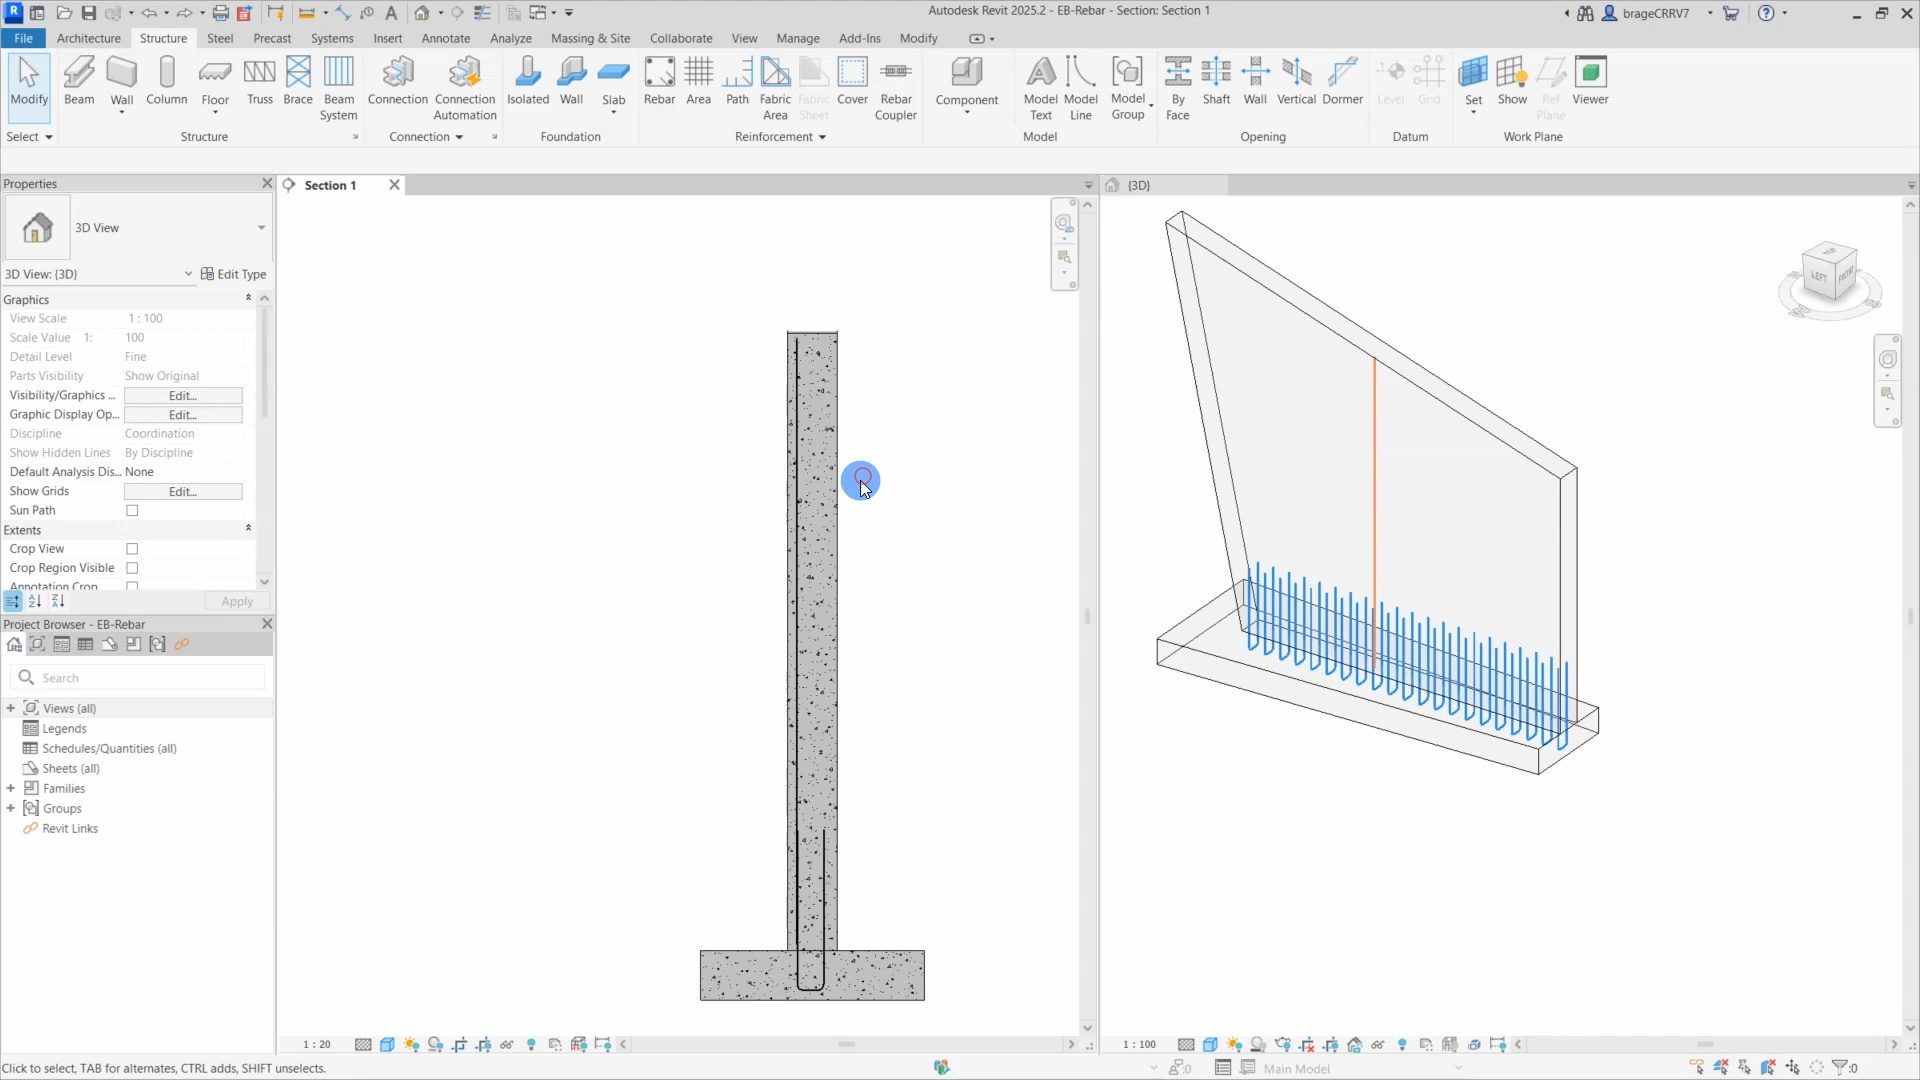 Autodesk Revit 2025.2 - EB-Rebar - Section: Section 1
brageCRRV7
File Architecture Structure Steel Precast Systems Insert Annotate Analyze Massing & Site Collaborate View Manage Add-Ins Modify
Modify Beam Wall Column Floor Truss Brace Beam System Connection Connection Automation Isolated Wall Slab Rebar Area Path Fabric Area Fabric Sheet Cover Rebar Coupler Component Model Text Model Line Model Group By Face Shaft Wall Vertical Dormer Level Grid Set Show Ref Plane Viewer
Select Structure Connection Foundation Reinforcement Model Opening Datum Work Plane
Properties
Section 1
{3D}
3D View
3D View: {3D}
Edit Type
Graphics
View Scale 1 : 100
Scale Value 1: 100
Detail Level Fine
Parts Visibility Show Original
Visibility/Graphics ... Edit...
Graphic Display Op... Edit...
Discipline Coordination
Show Hidden Lines By Discipline
Default Analysis Dis... None
Show Grids Edit...
Sun Path
Extents
Crop View
Crop Region Visible
Annotation Crop
Apply
Project Browser - EB-Rebar
Search
Views (all)
Legends
Schedules/Quantities (all)
Sheets (all)
Families
Groups
Revit Links
LEFT
FRONT
1 : 20
1 : 100
Click to select, TAB for alternates, CTRL adds, SHIFT unselects.
:0
Main Model
:0